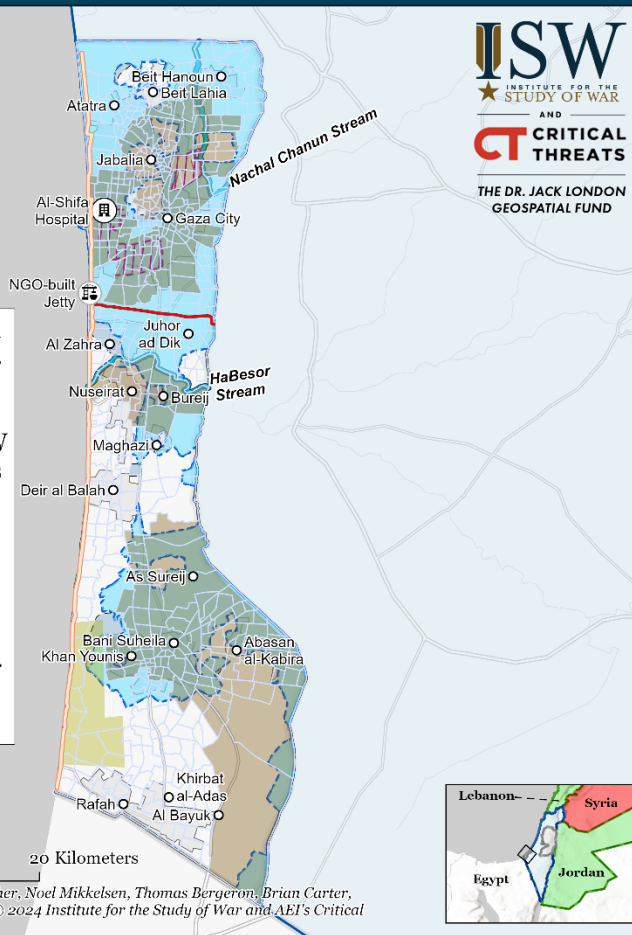 ISW
INSTITUTE FOR THE
STUDY OF WAR
AND
CT CRITICAL
THREATS
THE DR. JACK LONDON
GEOSPATIAL FUND
Beit Hanoun
Beit Lahia
Atatra
Nachal Chanun Stream
Jabalia
Al-Shifa
Hospital
Gaza City
NGO-built
Jetty
Juhor
ad Dik
Al Zahra
HaBesor
Stream
Nuseirat
Bureij
Maghazi
Deir al Balah
As Sureij
Bani Suheila
Abasan
al-Kabira
Khan Younis
Khirbat
al-Adas
Rafah
Al Bayuk
Lebanon
Syria
Jordan
Egypt
20 Kilometers
Noel Mikkelsen, Thomas Bergeron, Brian Carter,
© 2024 Institute for the Study of War and AEI's Critical